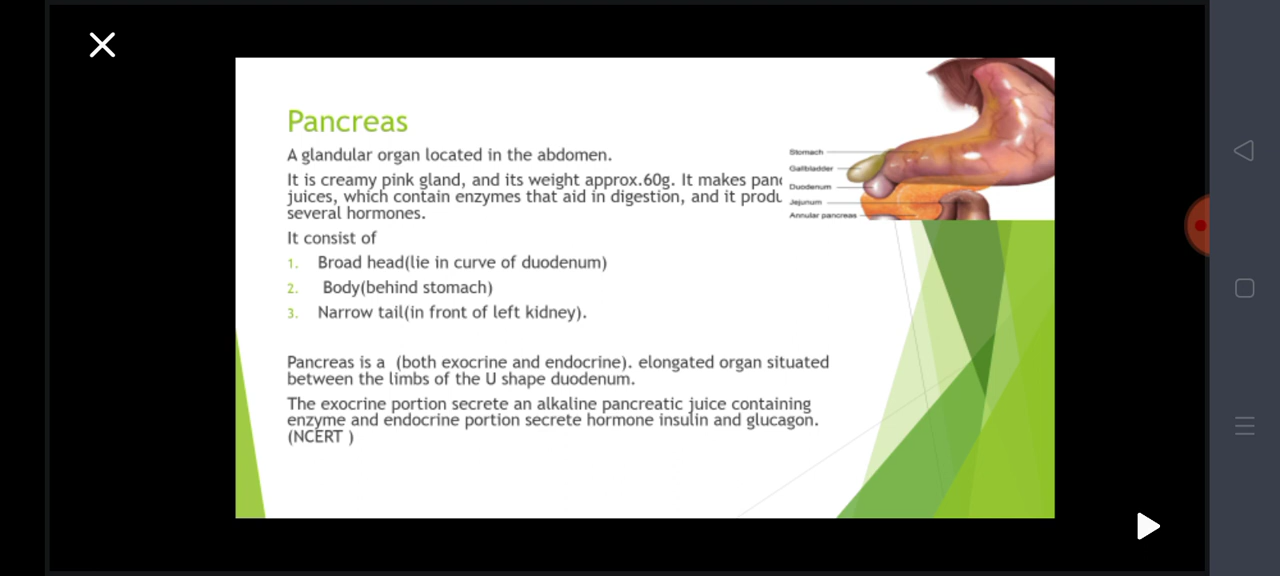 Pancreas
A glandular organ located in the abdomen.
It is creamy pink gland, and its weight approx.60g. It makes
juices, which contain enzymes that aid in digestion, and it
several hormones.
It consist of
1. Broad head(lie in curve of duodenum)
2. Body(behind stomach)
3. Narrow tail(in front of left kidney).
Pancreas is a (both exocrine and endocrine). elongated organ situated
between the limbs of the U shape duodenum.
The exocrine portion secrete an alkaline pancreatic juice containing
enzyme and endocrine portion secrete hormone insulin and glucagon.
(NCERT )
Stomach
Gallbladder
Duodenum
Jejunum
Annular pancreas